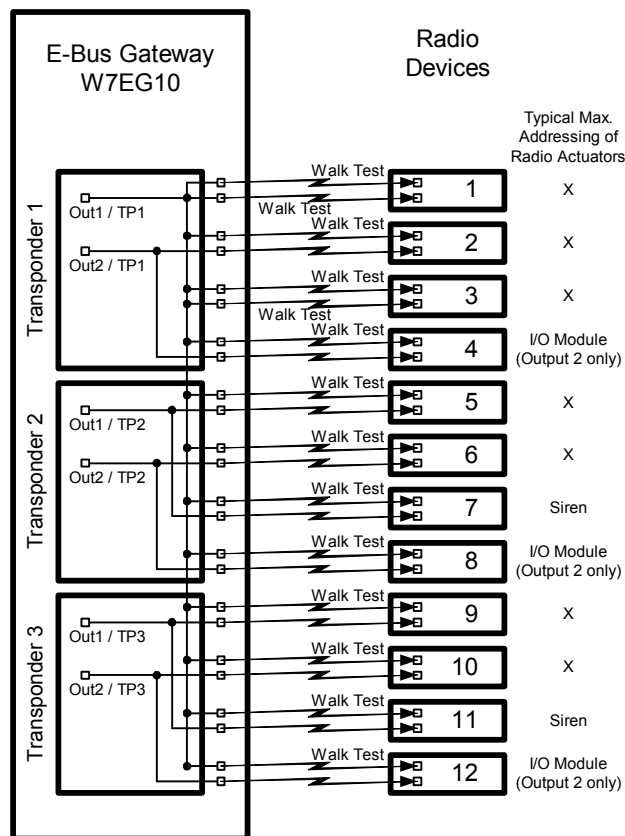 E-Bus Gateway
W7EG10
Radio
Devices
Typical Max.
Addressing of
Radio Actuators
Transponder 1
Out1 / TP1
Out2 / TP1
Walk Test
1
X
Walk Test
2
X
Walk Test
3
X
Walk Test
Walk Test
4
I/O Module
(Output 2 only)
Transponder 2
Out1 / TP2
Out2 / TP2
Walk Test
5
X
Walk Test
6
X
Walk Test
7
Siren
Walk Test
8
I/O Module
(Output 2 only)
Transponder 3
Out1 / TP3
Out2 / TP3
Walk Test
9
X
Walk Test
10
X
Walk Test
11
Siren
Walk Test
12
I/O Module
(Output 2 only)